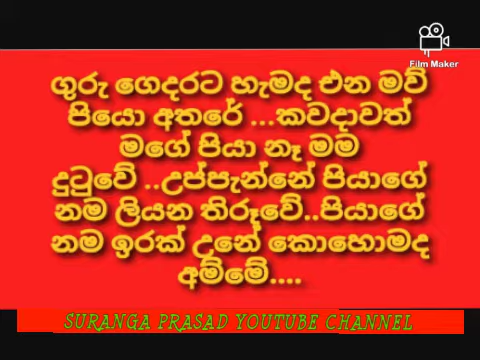 Film Maker
ගුරු ගෙදරට හැමද එන මව්
පියො අතරේ ...කවදාවත්
මගේ පියා නෑ මම
දුටුවේ ..උප්පැන්නේ පියාගේ
නම ලියන තිරුවේ..පියාගේ
නම ඉරක් උනේ කොහොමද
අම්මේ....
SURANGA PRASAD YOUTUBE CHANNEL